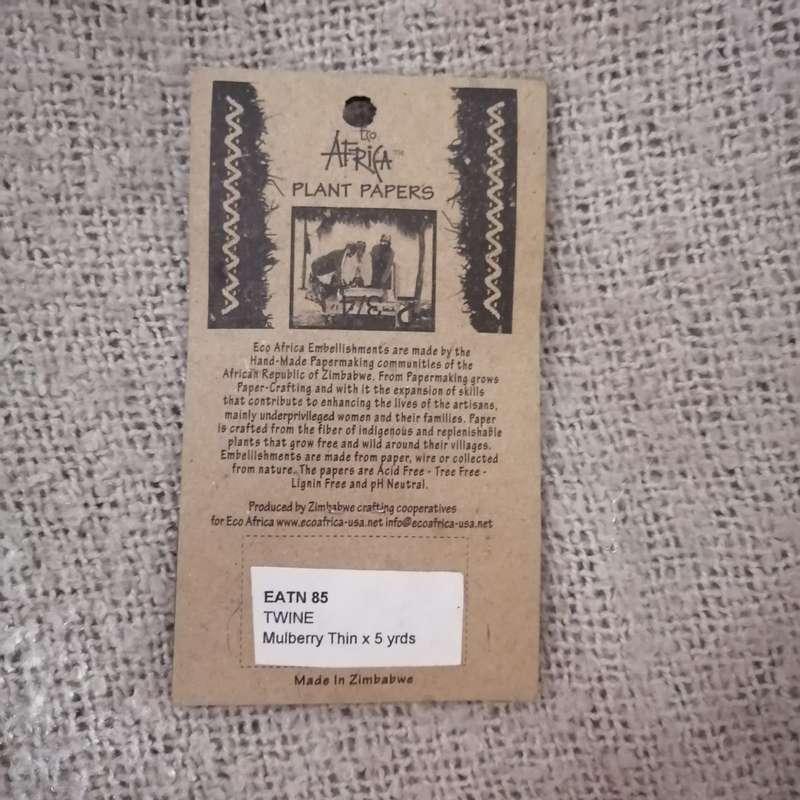 Eco
AFRICA™
PLANT PAPERS
Eco Africa Embellishments are made by the
Hand-Made Papermaking communities of the
African Republic of Zimbabwe. From Papermaking grows
Paper-Crafting and with it the expansion of skills
that contribute to enhancing the lives of the artisans,
mainly underprivileged women and their families. Paper
is crafted from the fiber of indigenous and replenishable
plants that grow free and wild around their villages.
Embellishments are made from paper, wire or collected
from nature. The papers are Acid Free - Tree Free -
Lignin Free and pH Neutral.
Produced by Zimbabwe crafting cooperatives
for Eco Africa www.ecoafrica-usa.net info@ecoafrica-usa.net
EATN 85
TWINE
Mulberry Thin x 5 yrds
Made In Zimbabwe